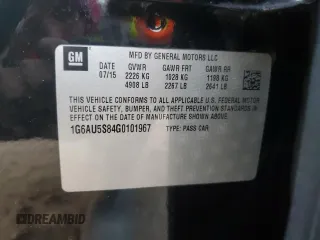 GM
MFD BY GENERAL MOTORS LLC
DATE GVWR GAWR FRT GAWR RR
07/15 2226 KG 1028 KG 1198 KG
4908 LB 2267 LB 2641 LB
THIS VEHICLE CONFORMS TO ALL APPLICABLE U.S. FEDERAL MOTOR
VEHICLE SAFETY, BUMPER, AND THEFT PREVENTION STANDARDS
IN EFFECT ON THE DATE OF MANUFACTURE SHOWN ABOVE.
1G6AU5S84G0101967 TYPE: PASS CAR
DREAMBID